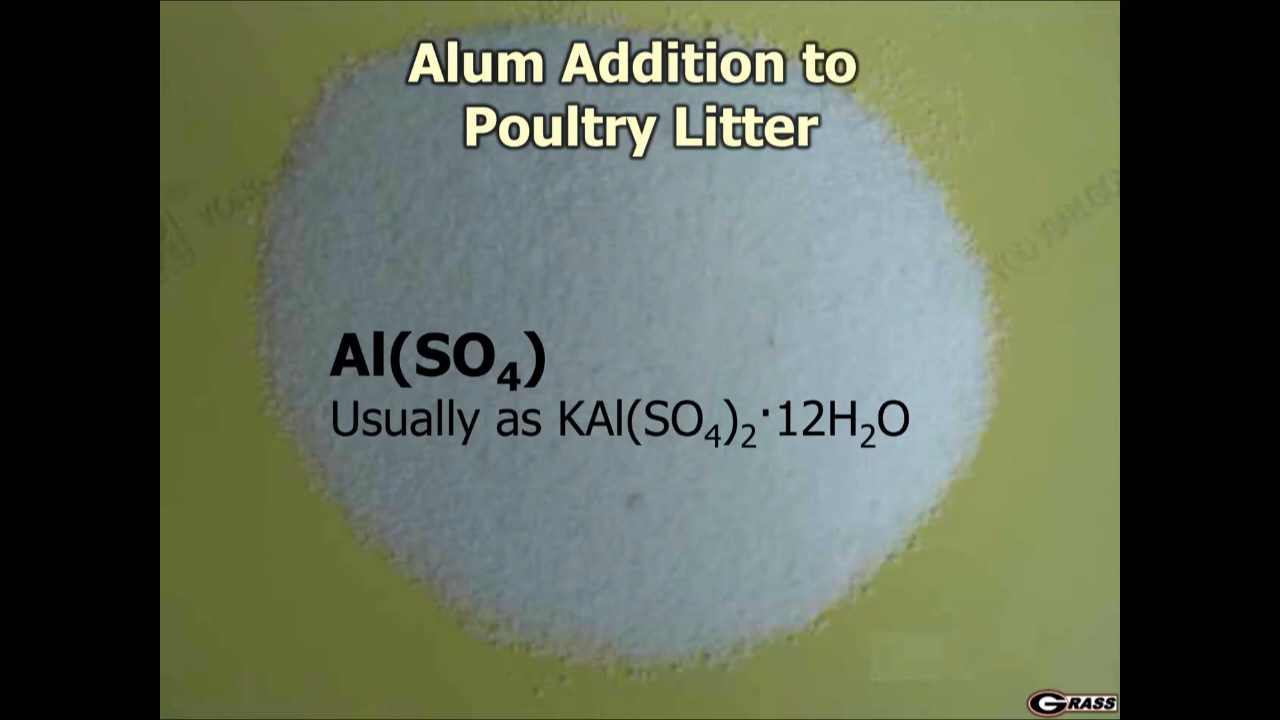 Alum Addition to
Poultry Litter
Al(SO₄)
Usually as KAl(SO₄)₂·12H₂O
GRASS